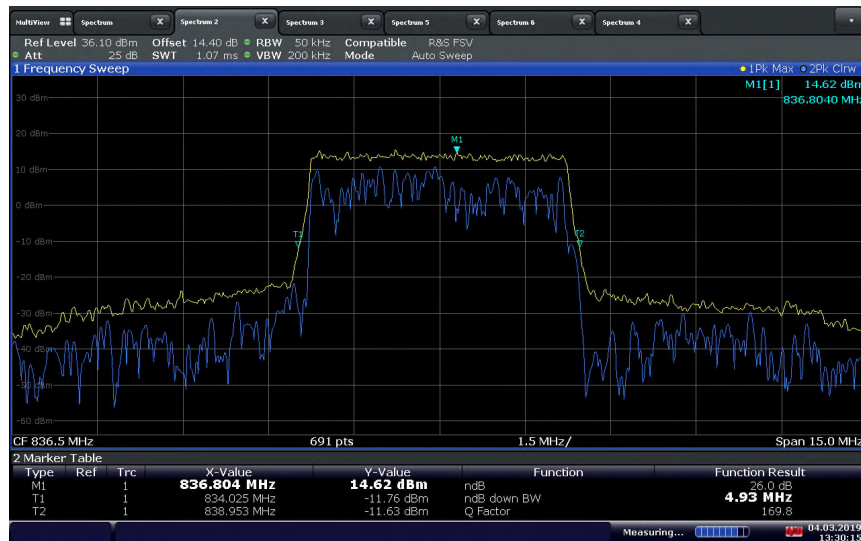 MultiView Spectrum X Spectrum 2 X Spectrum 3 X Spectrum 5 X Spectrum 6 X Spectrum 4 X
Ref Level 36.10 dBm Offset 14.40 dB RBW 50 kHz Compatible R&S FSV
Att 25 dB SWT 1.07 ms VBW 200 kHz Mode Auto Sweep
1 Frequency Sweep 1Pk Max 2Pk Clrw
M1[1] 14.62 dBm
836.8040 MHz
30 dBm
20 dBm
M1
10 dBm
0 dBm
T1 T2
-10 dBm
-20 dBm
-30 dBm
-40 dBm
-50 dBm
-60 dBm
CF 836.5 MHz 691 pts 1.5 MHz/ Span 15.0 MHz
2 Marker Table
Type Ref Trc X-Value Y-Value Function Function Result
M1 1 836.804 MHz 14.62 dBm ndB 26.0 dB
T1 1 834.025 MHz -11.76 dBm ndB down BW 4.93 MHz
T2 1 838.953 MHz -11.63 dBm Q Factor 169.8
Measuring... 04.03.2019
13:30:15